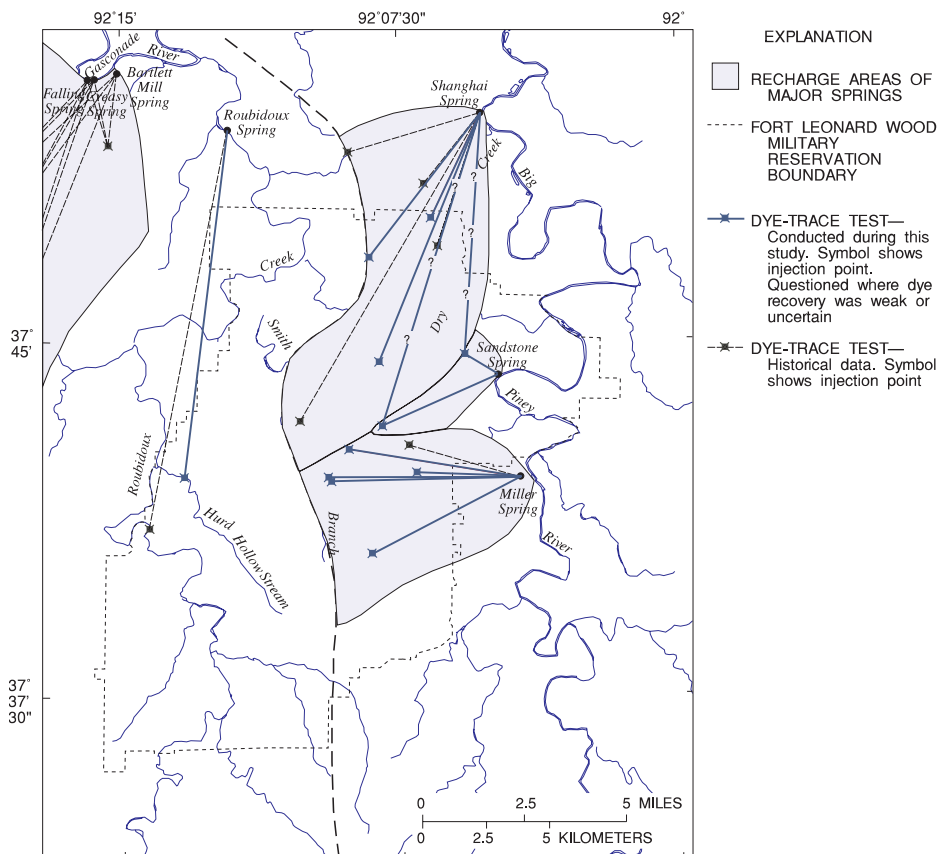 92°15'
92°07'30"
92°
Gasconade
River
Bartlett
Mill
Spring
Falling
Spring
Creasy
Spring
Roubidoux
Spring
Shanghai
Spring
Creek
Big
?
?
?
?
?
Creek
Smith
Dry
37°
45'
Sandstone
Spring
Piney
Roubidoux
Miller
Spring
Hurd
Hollow Stream
Branch
River
37°
37'
30"
0 2.5 5 MILES
0 2.5 5 KILOMETERS
EXPLANATION
RECHARGE AREAS OF
MAJOR SPRINGS
FORT LEONARD WOOD
MILITARY
RESERVATION
BOUNDARY
DYE-TRACE TEST—
Conducted during this
study. Symbol shows
injection point.
Questioned where dye
recovery was weak or
uncertain
DYE-TRACE TEST—
Historical data. Symbol
shows injection point